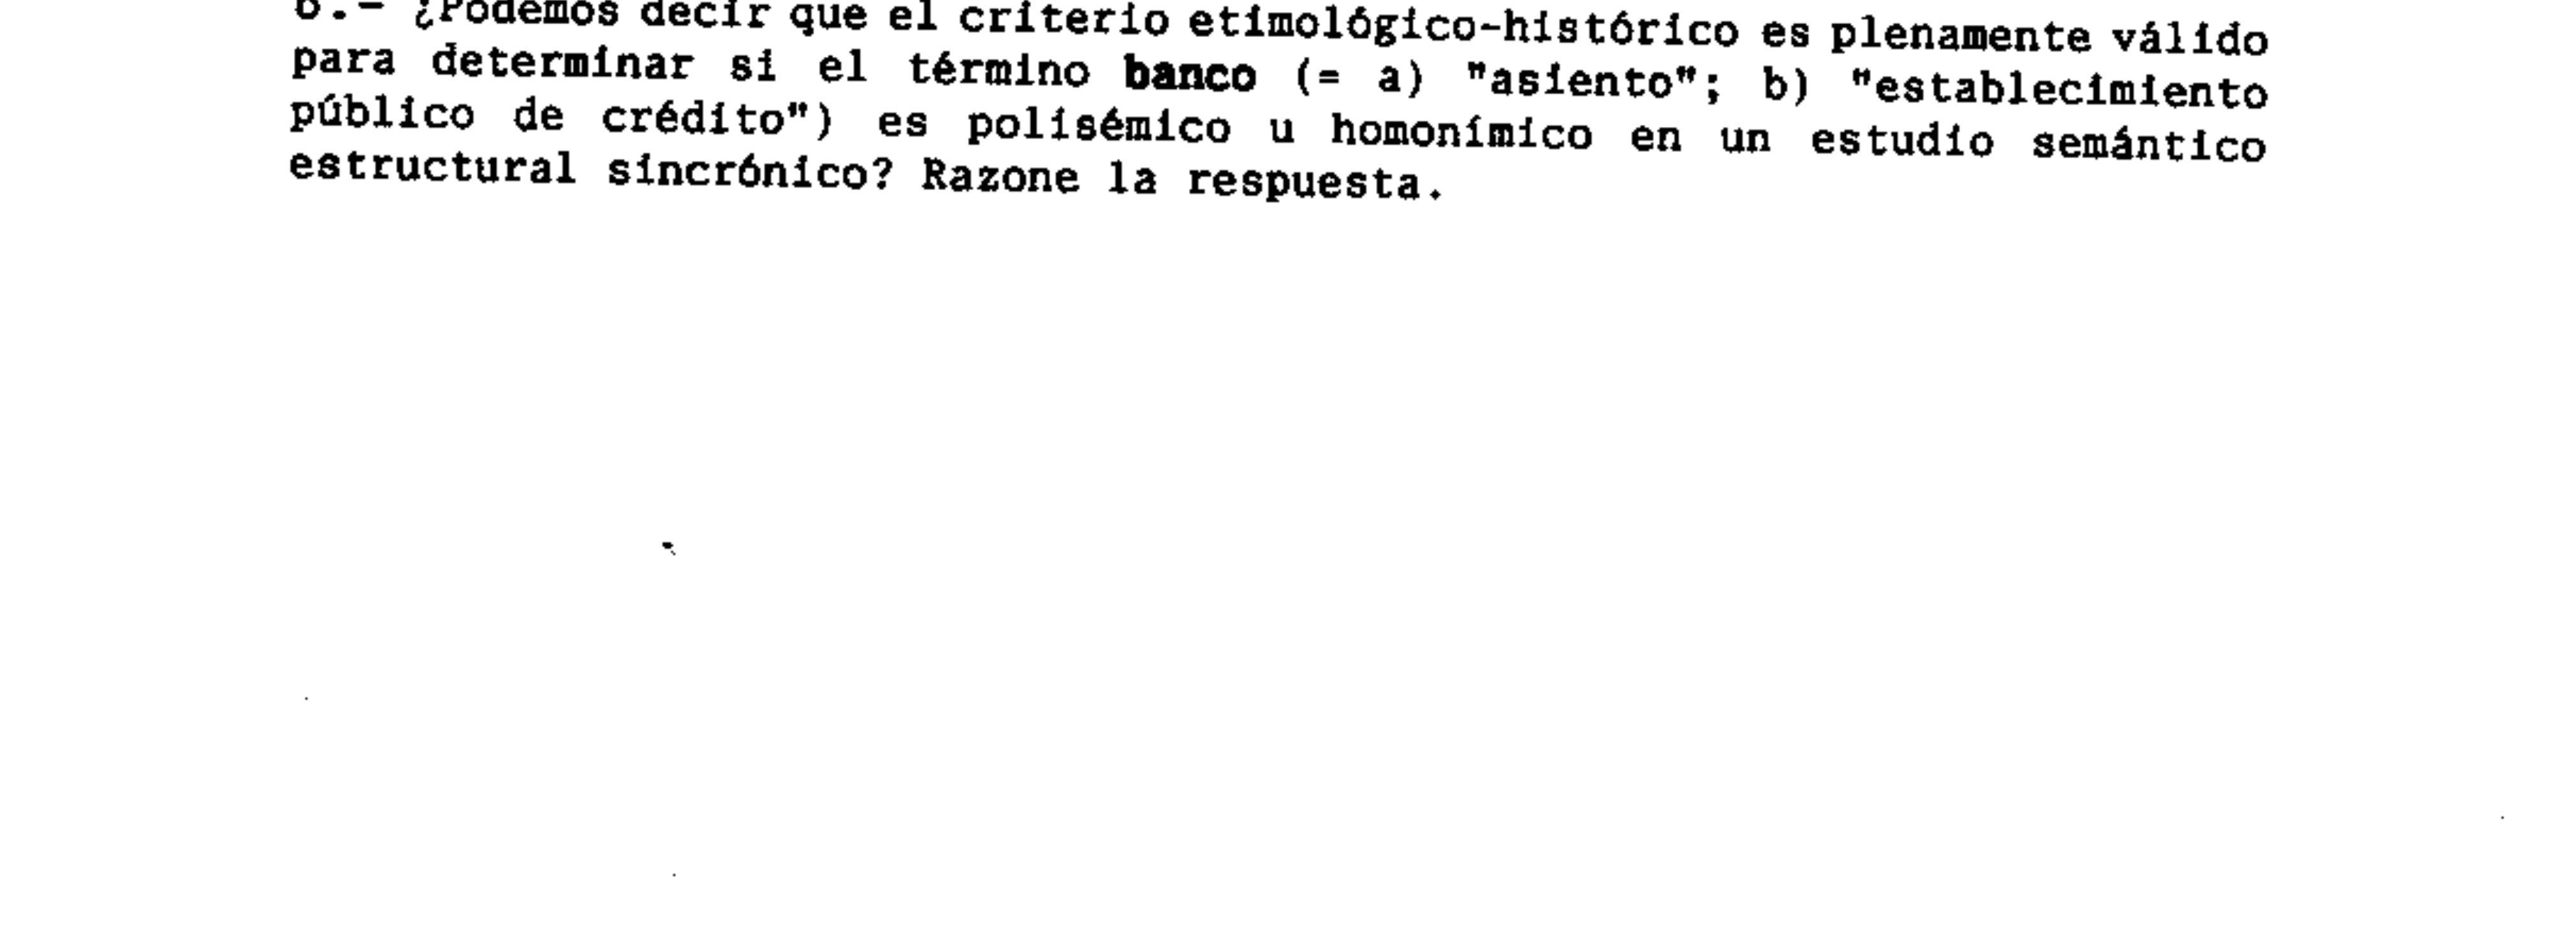 ¿Podemos decir que el criterio etimológico-histórico es plenamente válido
para determinar si el término banco (= a) "asiento"; b) "establecimiento
público de crédito") es polisémico u homonímico en un estudio semántico
estructural sincrónico? Razone la respuesta.